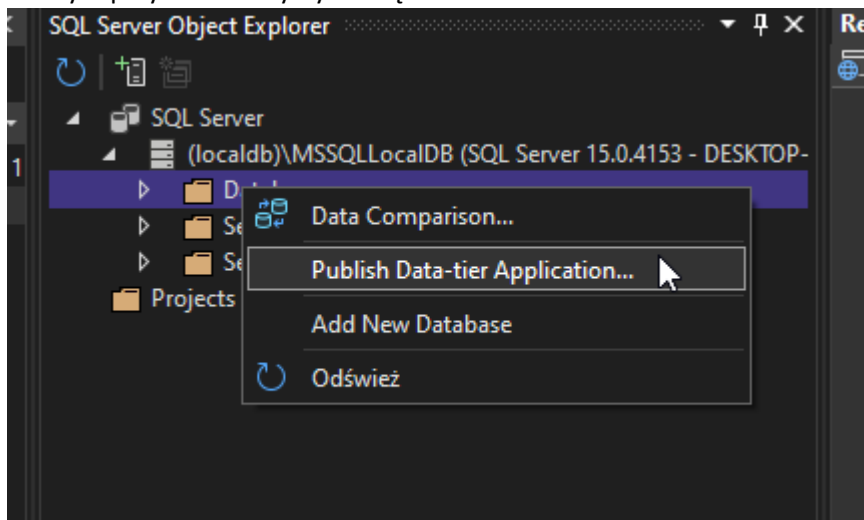 SQL Server Object Explorer
Re
SQL Server
(localdb)\MSSQLLocalDB (SQL Server 15.0.4153 - DESKTOP-
1
Data Comparison...
Publish Data-tier Application...
Projects
Add New Database
Odśwież